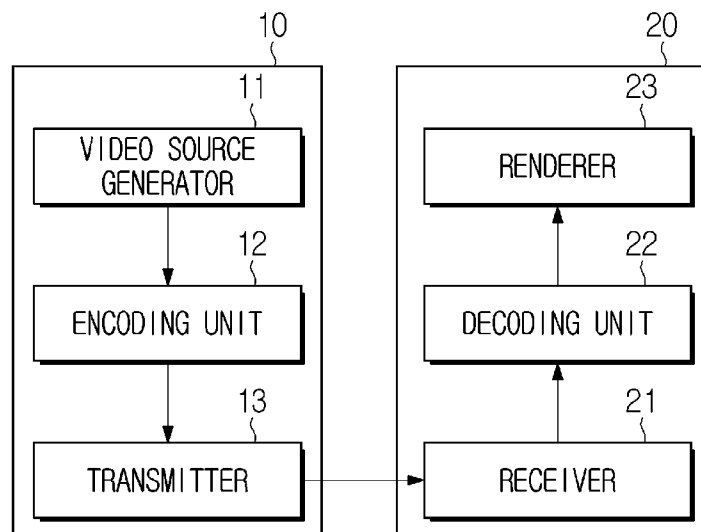 10
11
VIDEO SOURCE
GENERATOR
12
ENCODING UNIT
13
TRANSMITTER
20
23
RENDERER
22
DECODING UNIT
21
RECEIVER